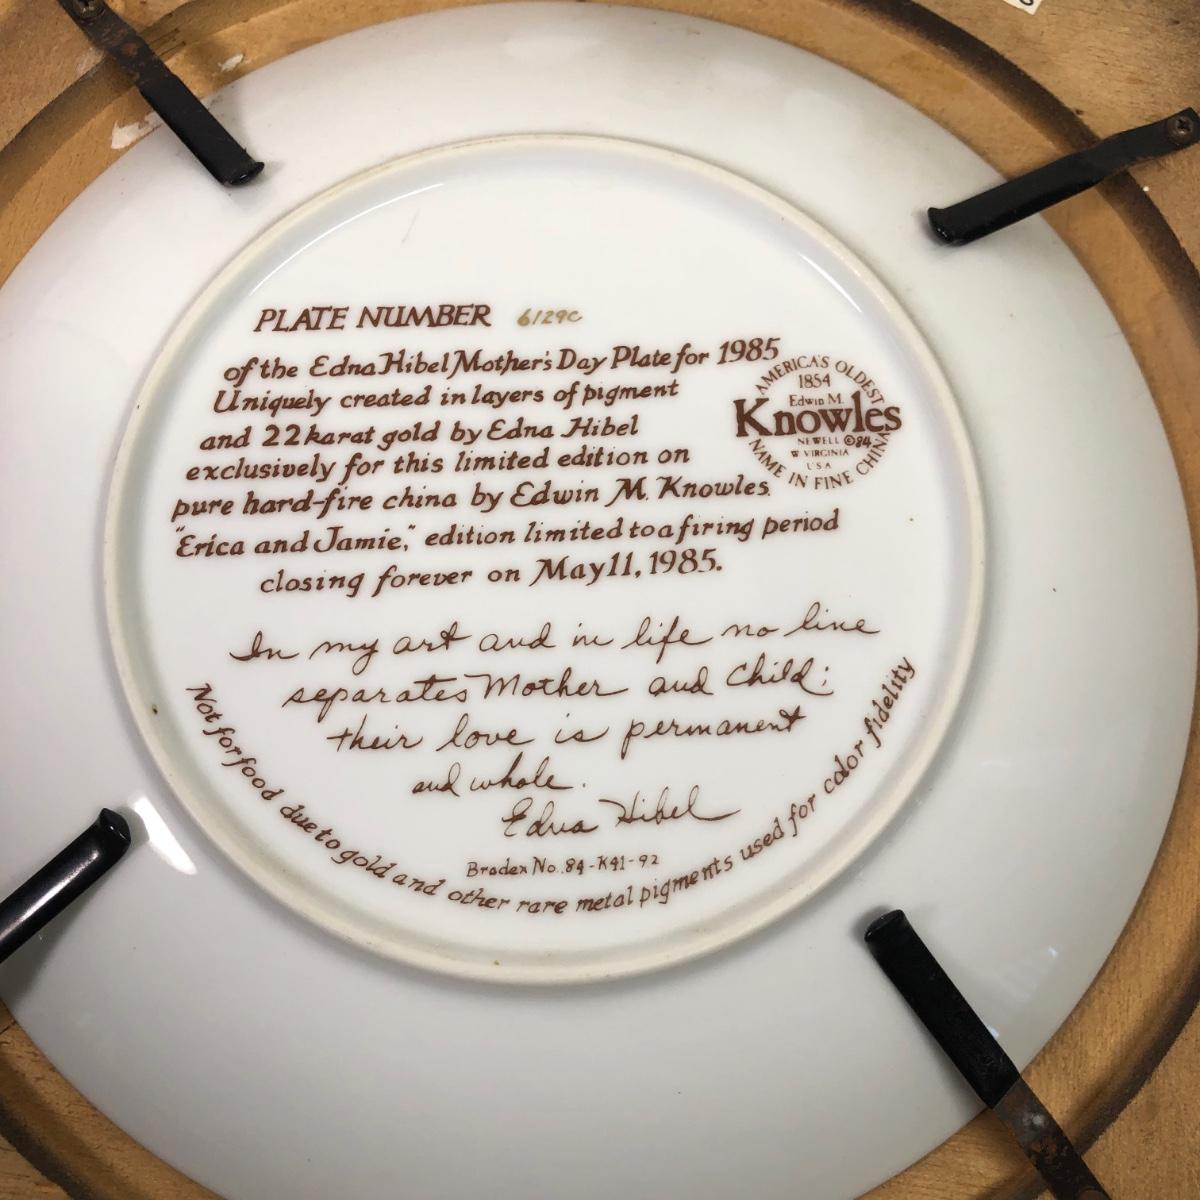 PLATE NUMBER 6129C
of the Edna Hibel Mother's Day Plate for 1985
Uniquely created in layers of pigment
and 22 karat gold by Edna Hibel
exclusively for this limited edition on
pure hard-fire china by Edwin M. Knowles.
"Erica and Jamie," edition limited to a firing period
closing forever on May 11, 1985.
AMERICA'S OLDEST
1854
Edwin M.
Knowles
NEWELL ©84
W VIRGINIA
USA
NAME IN FINE CHINA
In my art and in life no line
separates Mother and Child;
their love is permanent
and whole.
Edna Hibel
Bradex No. 84-K41-92
Not for food due to gold and other rare metal pigments used for color fidelity